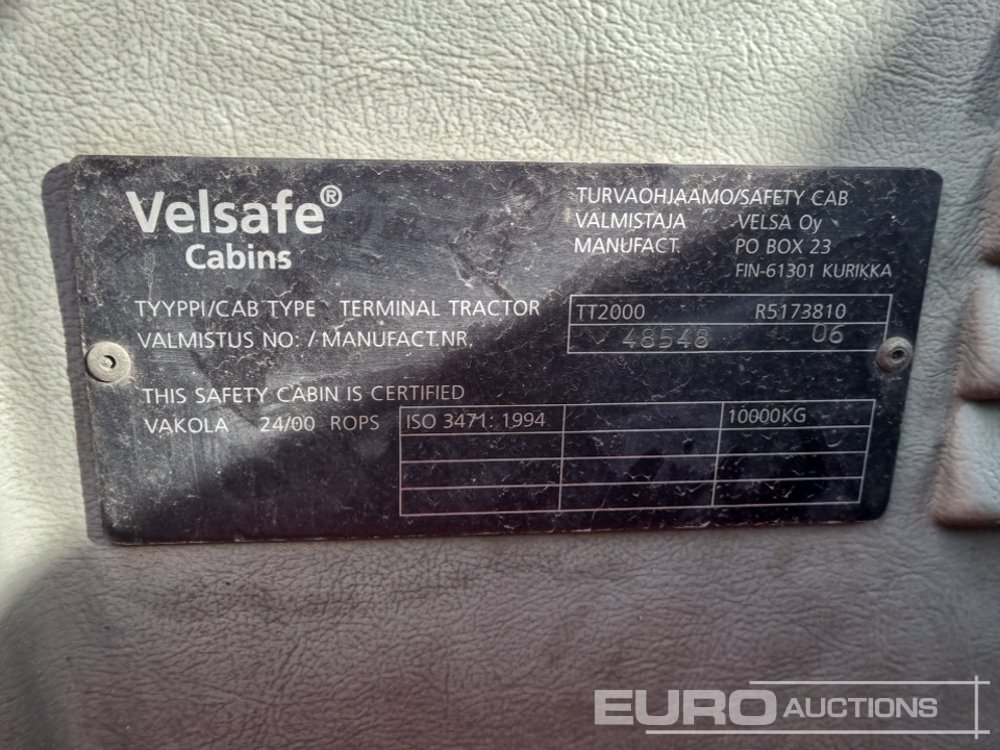 Velsafe®
Cabins
TURVAOHJAAMO/SAFETY CAB
VALMISTAJA VELSA Oy
MANUFACT. PO BOX 23
FIN-61301 KURIKKA
TYYPPI/CAB TYPE TERMINAL TRACTOR TT2000 R5173810
VALMISTUS NO: / MANUFACT.NR. 48548 06
THIS SAFETY CABIN IS CERTIFIED
VAKOLA 24/00 ROPS ISO 3471: 1994 10000KG
EURO AUCTIONS